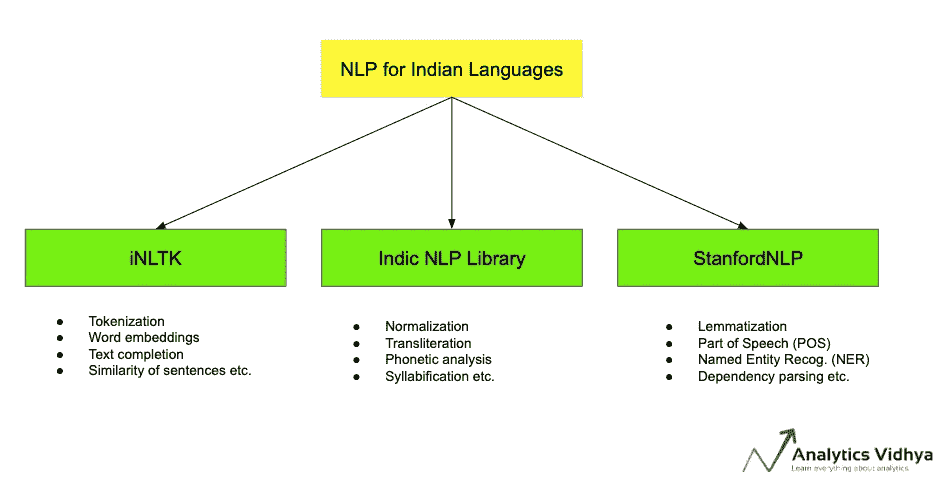 NLP for Indian Languages
iNLTK
Indic NLP Library
StanfordNLP
● Tokenization
● Word embeddings
● Text completion
● Similarity of sentences etc.
● Normalization
● Transliteration
● Phonetic analysis
● Syllabification etc.
● Lemmatization
● Part of Speech (POS)
● Named Entity Recog. (NER)
● Dependency parsing etc.
Analytics Vidhya
Learn everything about analytics